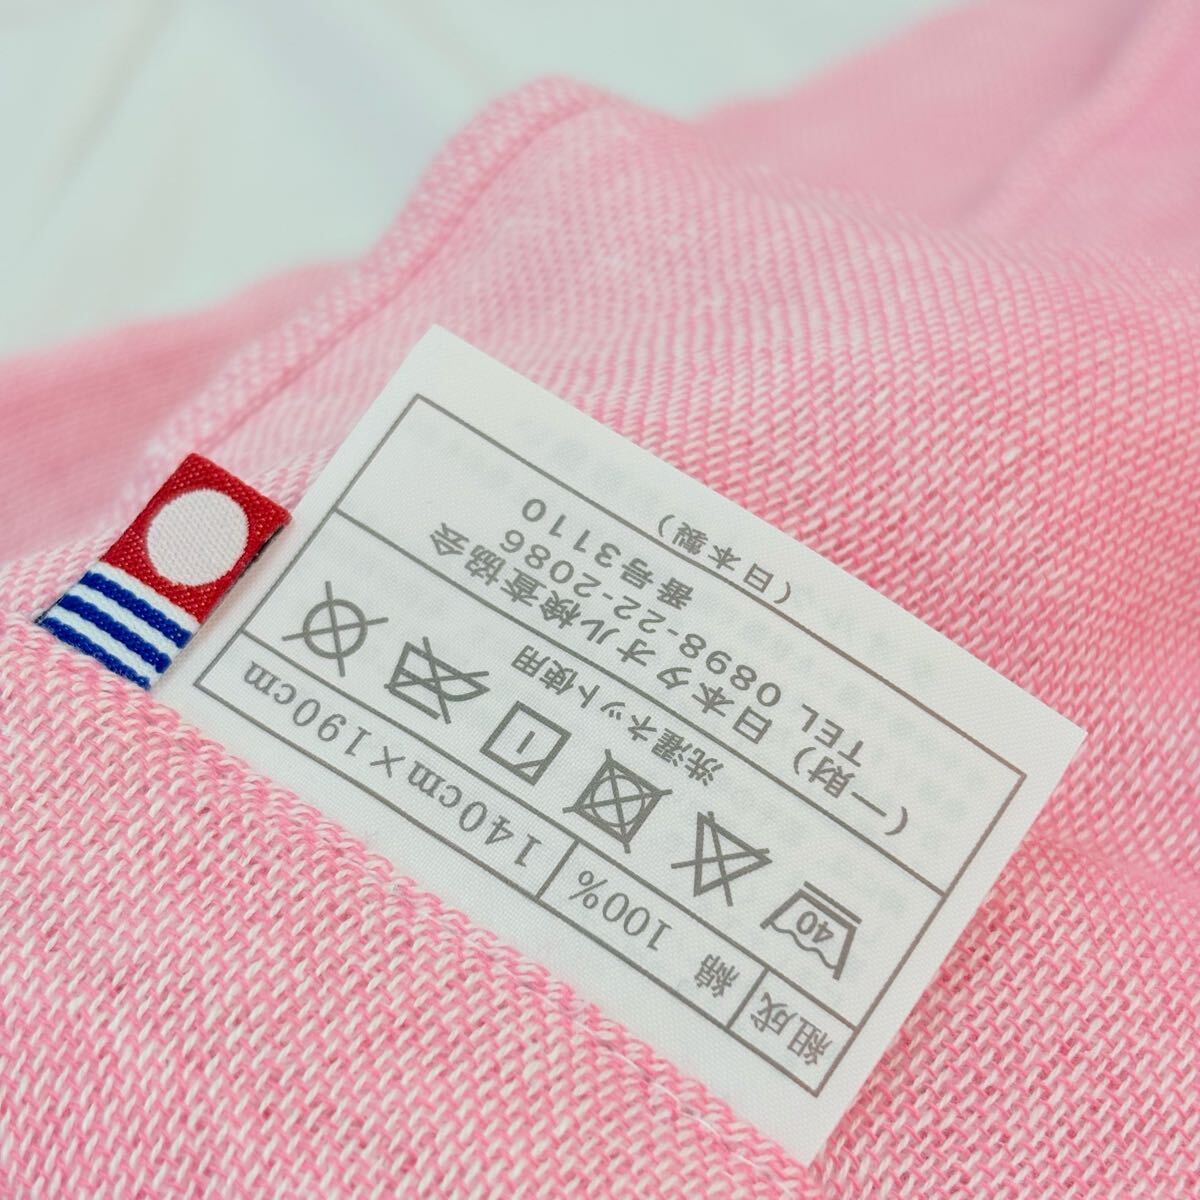 組成 綿 100% 140cm×190cm
40
洗濯ネット使用
(一財)日本タオル検査協会
TEL 0898-22-2086
番号31110
(日本製)